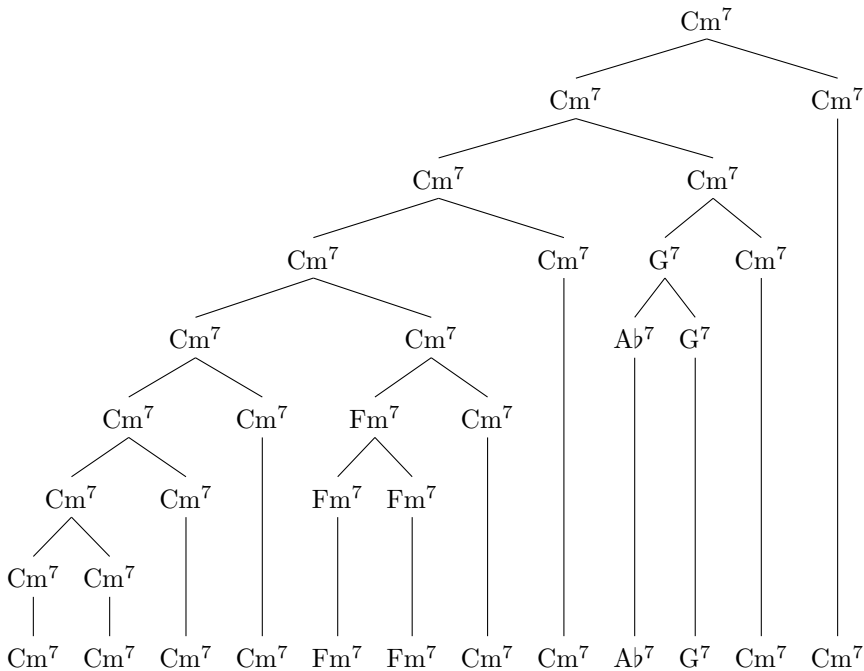 Cm⁷
Cm⁷ Cm⁷
Cm⁷ Cm⁷
Cm⁷ Cm⁷ G⁷ Cm⁷
Cm⁷ Cm⁷ A♭⁷ G⁷
Cm⁷ Cm⁷ Fm⁷ Cm⁷
Cm⁷ Cm⁷ Fm⁷ Fm⁷
Cm⁷ Cm⁷
Cm⁷ Cm⁷ Cm⁷ Cm⁷ Fm⁷ Fm⁷ Cm⁷ Cm⁷ A♭⁷ G⁷ Cm⁷ Cm⁷